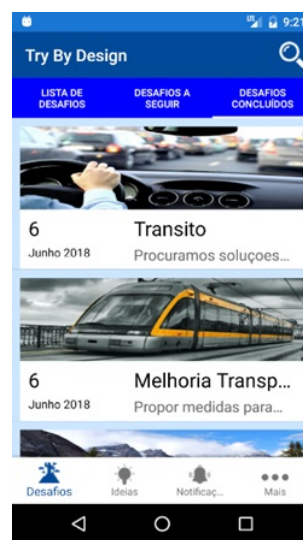 LTE 9:21
Try By Design
LISTA DE
DESAFIOS
DESAFIOS A
SEGUIR
DESAFIOS
CONCLUÍDOS
6
Junho 2018
Transito
Procuramos soluçoes...
6
Junho 2018
Melhoria Transp...
Propor medidas para...
Desafios
Ideias
Notificaç...
Mais